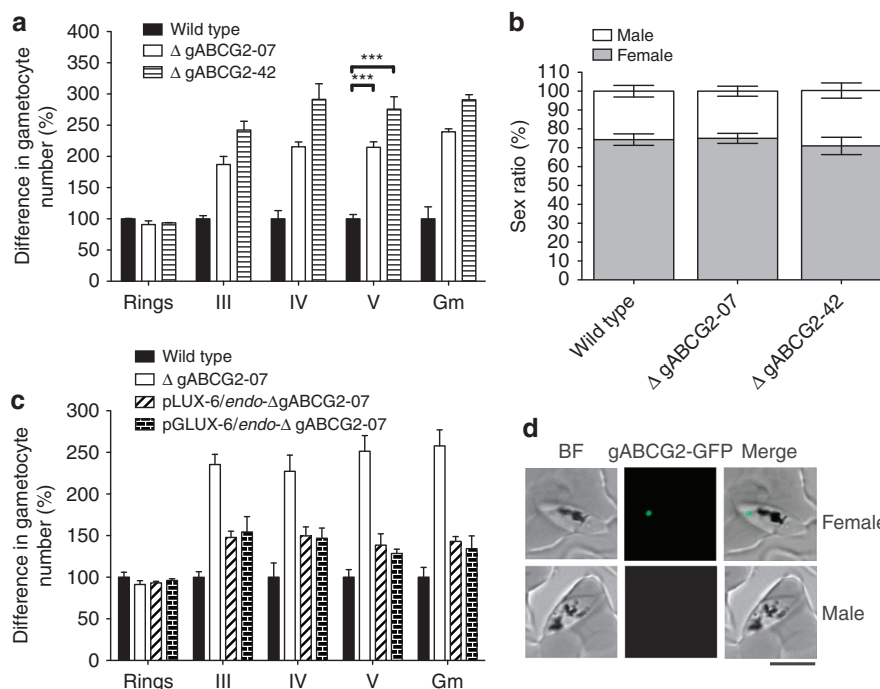 a
Wild type
Δ gABCG2-07
Δ gABCG2-42
Difference in gametocyte
number (%)
400
350
300
250
200
150
100
50
0
***
***
Rings III IV V Gm
b
Male
Female
Sex ratio (%)
110
100
90
80
70
60
50
40
30
20
10
0
Wild type
Δ gABCG2-07
Δ gABCG2-42
c
Wild type
Δ gABCG2-07
pLUX-6/endo-ΔgABCG2-07
pGLUX-6/endo-Δ gABCG2-07
Difference in gametocyte
number (%)
300
250
200
150
100
50
0
Rings III IV V Gm
d
BF gABCG2-GFP Merge
Female
Male